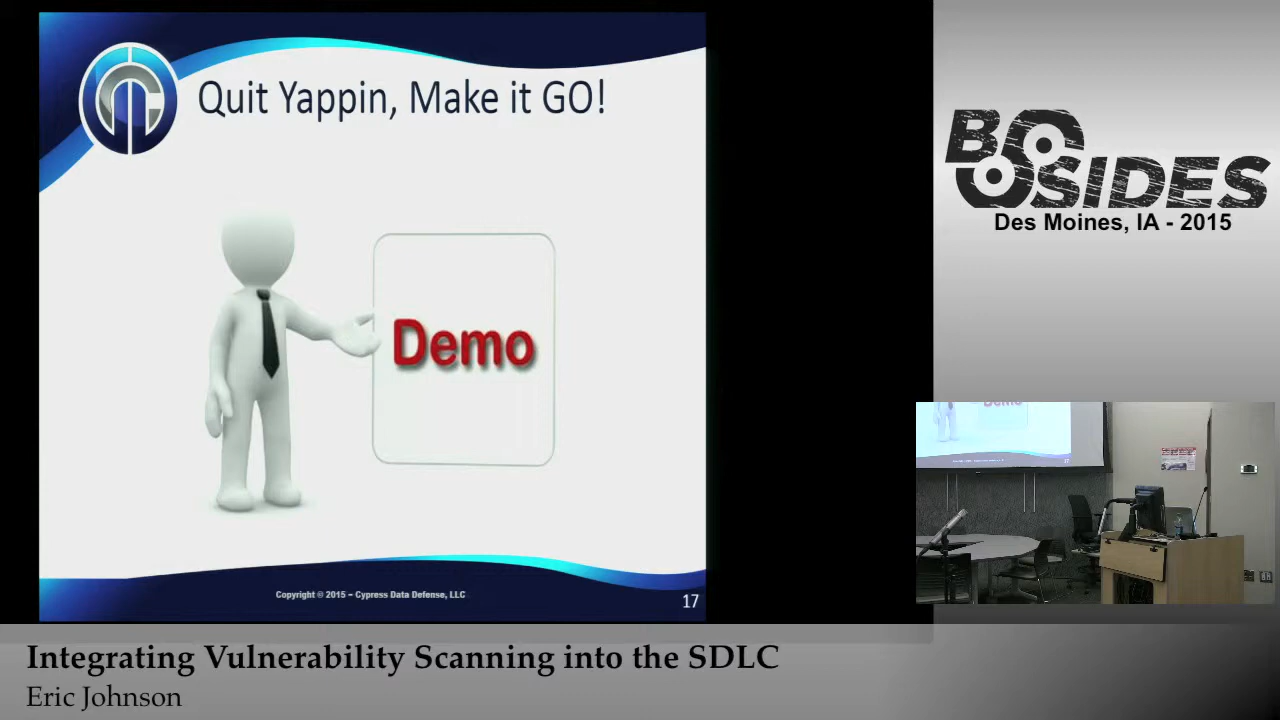 Quit Yappin, Make it GO!
Demo
Copyright © 2015 – Cypress Data Defense, LLC
17
BSIDES
Des Moines, IA - 2015
Demo
Integrating Vulnerability Scanning into the SDLC
Eric Johnson